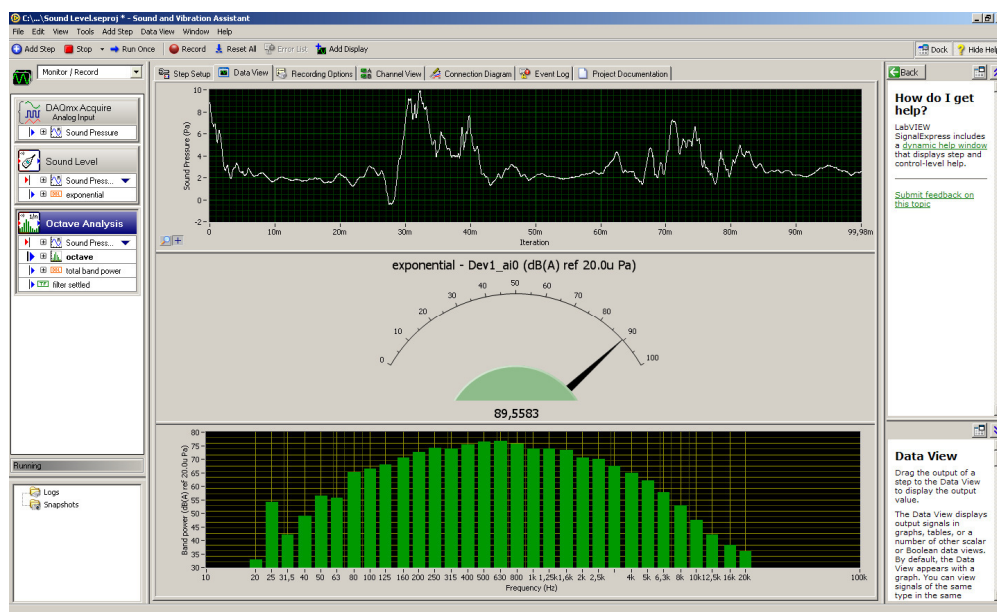 C:\...\Sound Level.seproj * - Sound and Vibration Assistant
File Edit View Tools Add Step Data View Window Help
Add Step Stop Run Once Record Reset All Error List Add Display Dock Hide Help
Monitor / Record
DAQmx Acquire
Analog Input
Sound Pressure
Sound Level
Sound Press...
exponential
Octave Analysis
Sound Press...
octave
total band power
filter settled
Running
Logs
Snapshots
Step Setup Data View Recording Options Channel View Connection Diagram Event Log Project Documentation
Sound Pressure (Pa)
10
8
6
4
2
0
-2
0 10m 20m 30m 40m 50m 60m 70m 80m 90m 99,98m
Iteration
exponential - Dev1_ai0 (dB(A) ref 20.0u Pa)
0 10 20 30 40 50 60 70 80 90 100
89,5583
Band power (dB(A) ref 20.0u Pa)
80
75
70
65
60
55
50
45
40
35
30
10 20 25 31,5 40 50 63 80 100 125 160 200 250 315 400 500 630 800 1k 1,25k 1,6k 2k 2,5k 4k 5k 6,3k 8k 10k 12,5k 16k 20k 100k
Frequency (Hz)
Back
How do I get
help?
LabVIEW
SignalExpress includes
a dynamic help window
that displays step and
control-level help.
Submit feedback on
this topic
Data View
Drag the output of a
step to the Data View
to display the output
value.
The Data View displays
output signals in
graphs, tables, or a
number of other scalar
or Boolean data views.
By default, the Data
View appears with a
graph. You can view
signals of the same
type in the same